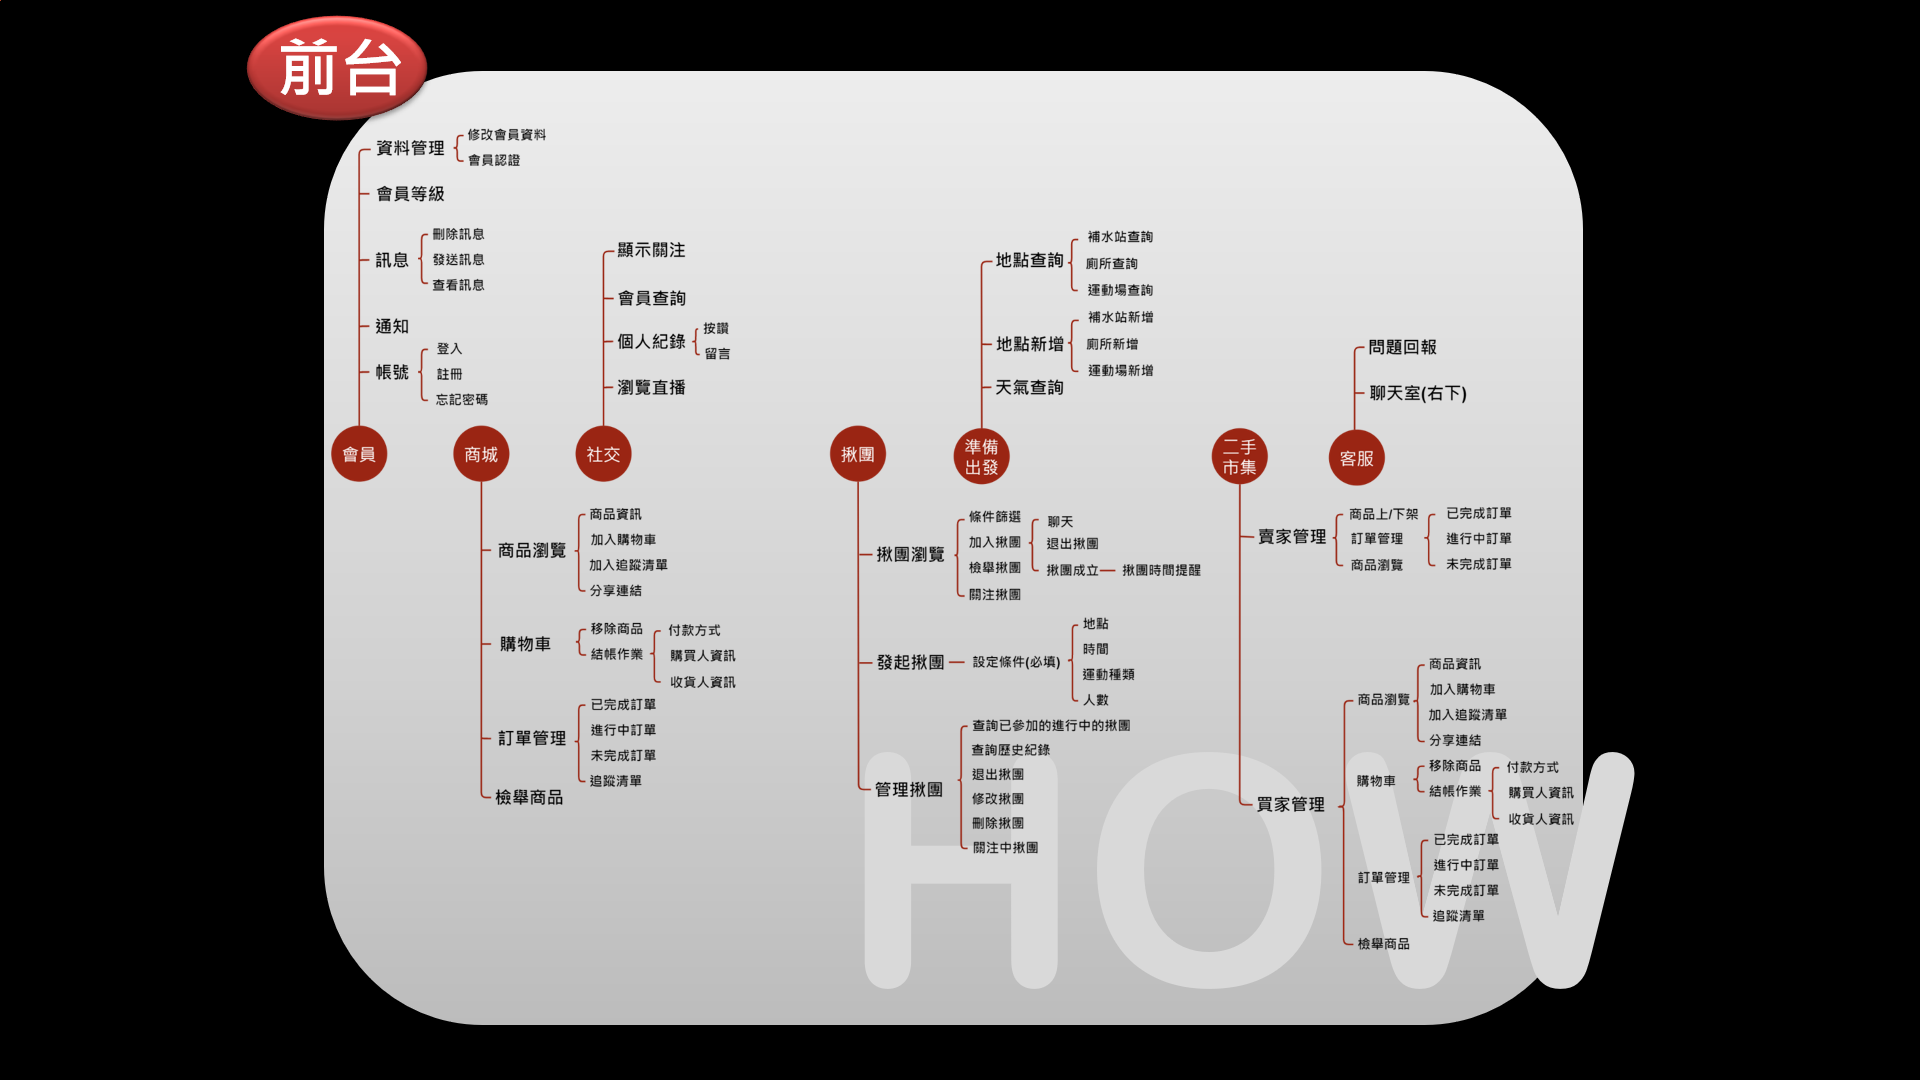 前台
資料管理
修改會員資料
會員認證
會員等級
訊息
刪除訊息
發送訊息
查看訊息
通知
帳號
登入
註冊
忘記密碼
會員
商城
商品瀏覽
商品資訊
加入購物車
加入追蹤清單
分享連結
購物車
移除商品
結帳作業
付款方式
購買人資訊
收貨人資訊
訂單管理
已完成訂單
進行中訂單
未完成訂單
追蹤清單
檢舉商品
顯示關注
會員查詢
個人紀錄
按讚
留言
瀏覽直播
社交
揪團
揪團瀏覽
條件篩選
加入揪團
檢舉揪團
關注揪團
聊天
退出揪團
揪團成立
揪團時間提醒
發起揪團
設定條件(必填)
地點
時間
運動種類
人數
管理揪團
查詢已參加的進行中的揪團
查詢歷史紀錄
退出揪團
修改揪團
刪除揪團
關注中揪團
地點查詢
補水站查詢
廁所查詢
運動場查詢
地點新增
補水站新增
廁所新增
運動場新增
天氣查詢
準備
出發
二手
市集
賣家管理
商品上/下架
訂單管理
商品瀏覽
已完成訂單
進行中訂單
未完成訂單
買家管理
商品瀏覽
商品資訊
加入購物車
加入追蹤清單
分享連結
購物車
移除商品
結帳作業
付款方式
購買人資訊
收貨人資訊
訂單管理
已完成訂單
進行中訂單
未完成訂單
追蹤清單
檢舉商品
問題回報
聊天室(右下)
客服
HOW